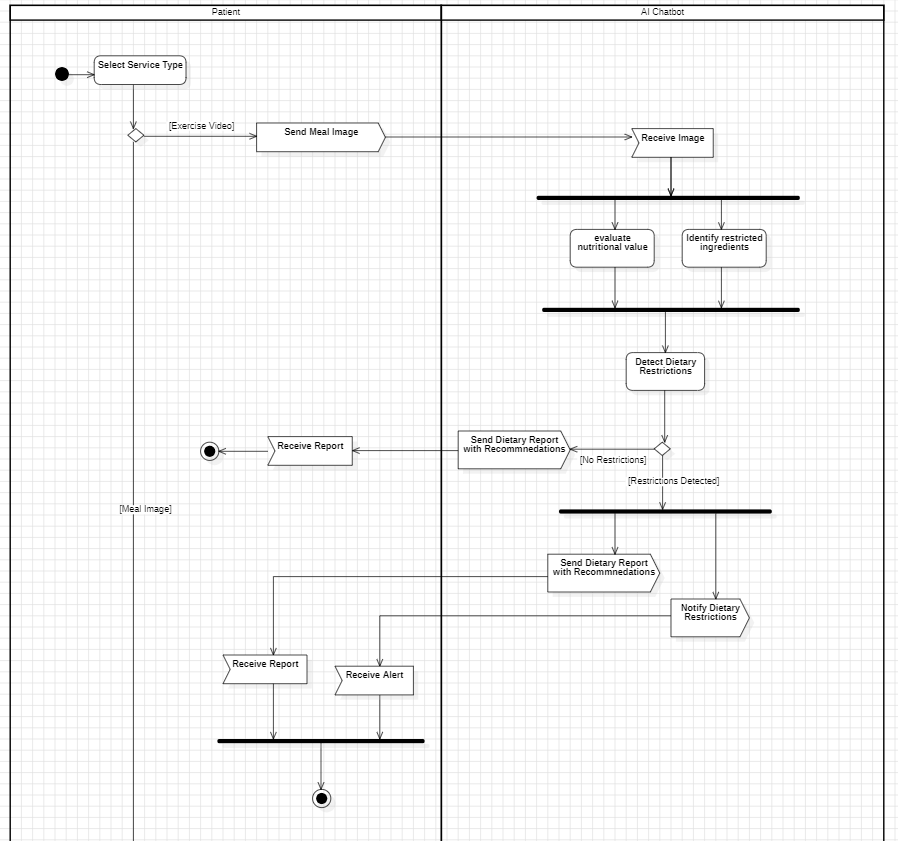 Patient
AI Chatbot
Select Service Type
[Exercise Video]
Send Meal Image
Receive Image
evaluate
nutritional value
Identify restricted
ingredients
Detect Dietary
Restrictions
Receive Report
Send Dietary Report
with Recommnedations
[No Restrictions]
[Restrictions Detected]
[Meal Image]
Send Dietary Report
with Recommnedations
Notify Dietary
Restrictions
Receive Report
Receive Alert